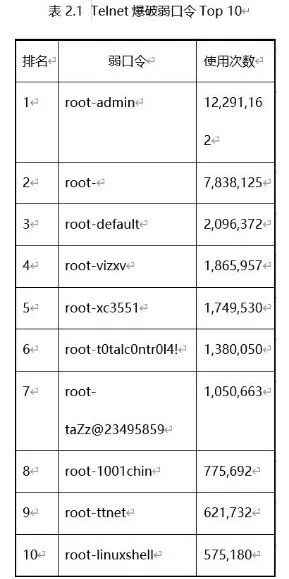 表 2.1 Telnet 爆破弱口令 Top 10
排名 弱口令 使用次数
1 root-admin 12,291,16
2
2 root- 7,838,125
3 root-default 2,096,372
4 root-vizxv 1,865,957
5 root-xc3551 1,749,530
6 root-t0talc0ntr0l4! 1,380,050
7 root- 1,050,663
taZz@23495859
8 root-1001chin 775,692
9 root-ttnet 621,732
10 root-linuxshell 575,180